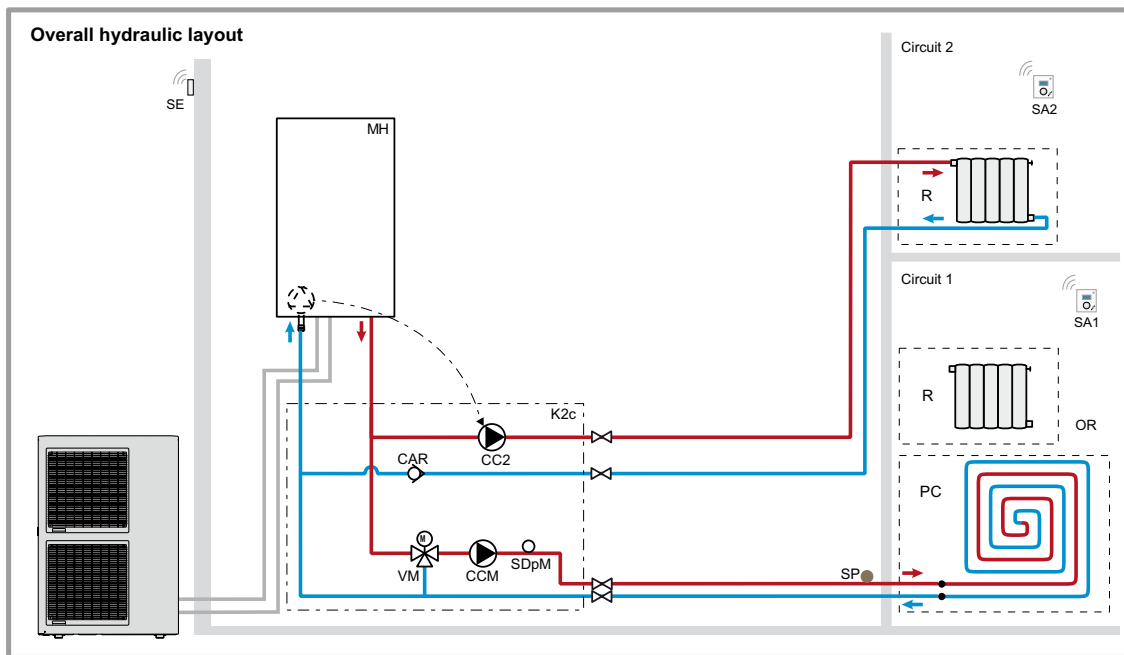 Overall hydraulic layout
Circuit 2
SE
SA2
MH
R
Circuit 1
SA1
R
K2c
OR
CAR
CC2
PC
M
VM
CCM
SDpM
SP